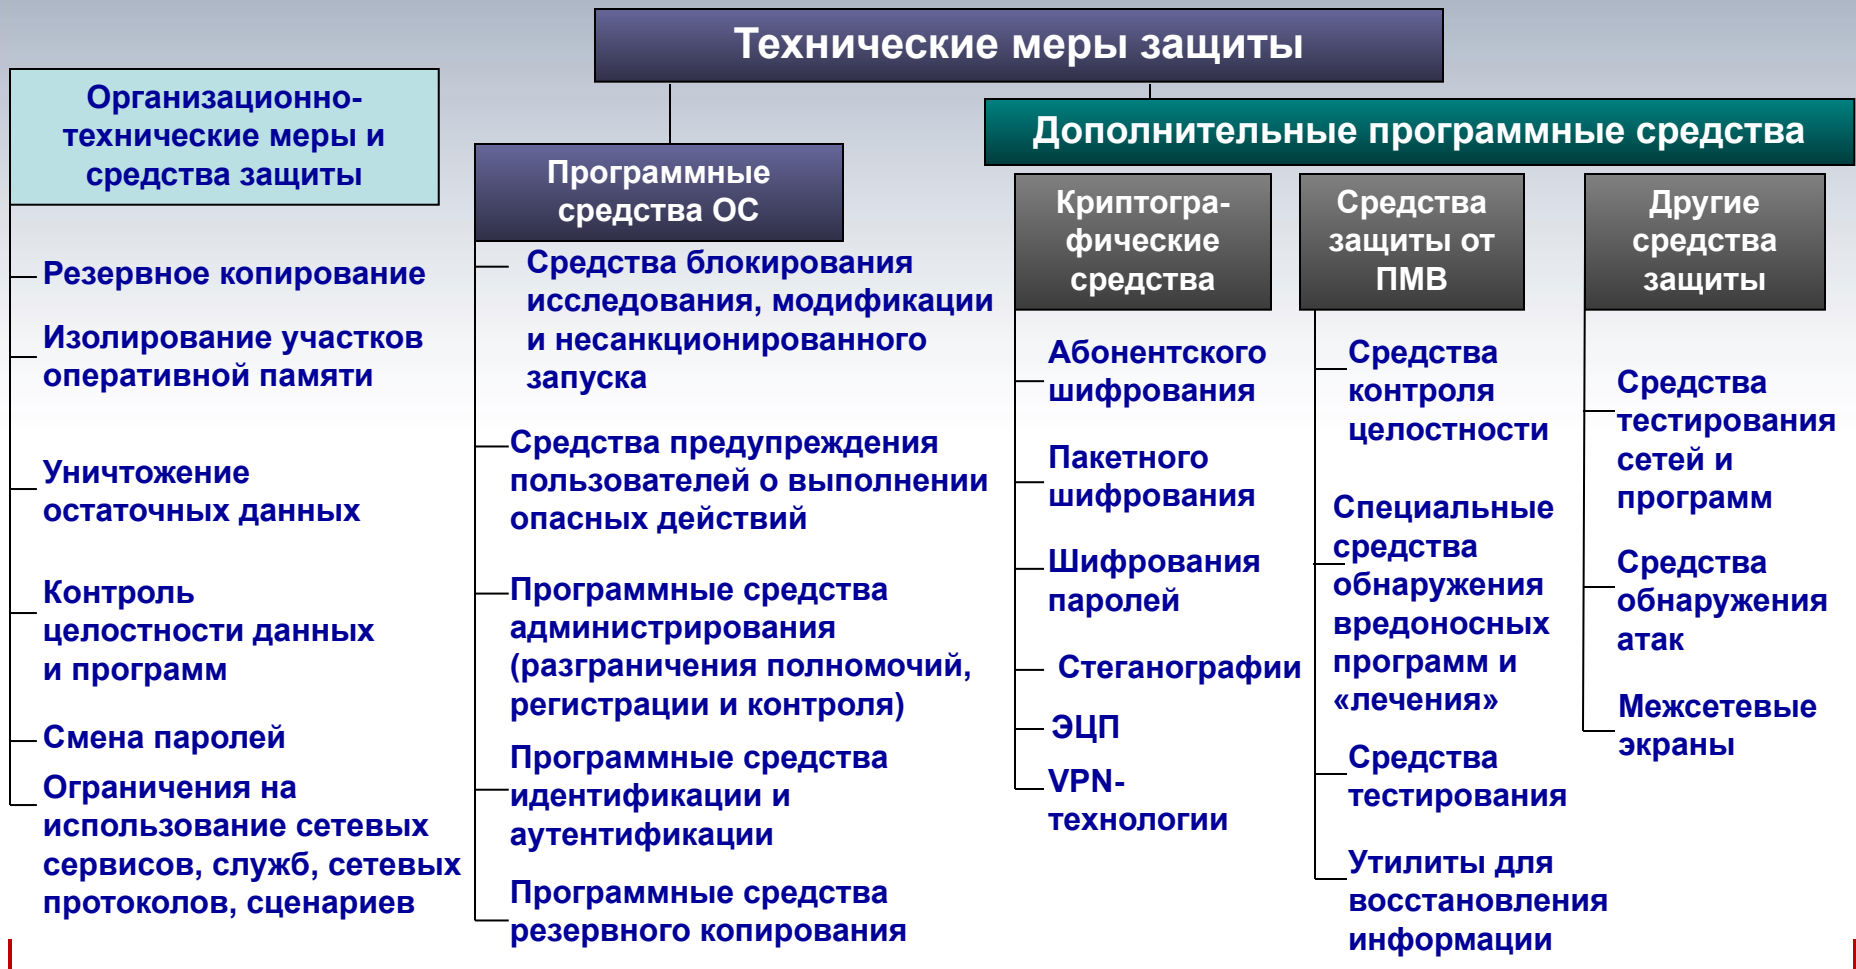 Технические меры защиты
Организационно-
технические меры и
средства защиты
Резервное копирование
Изолирование участков
оперативной памяти
Уничтожение
остаточных данных
Контроль
целостности данных
и программ
Смена паролей
Ограничения на
использование сетевых
сервисов, служб, сетевых
протоколов, сценариев
Программные
средства ОС
Средства блокирования
исследования, модификации
и несанкционированного
запуска
Средства предупреждения
пользователей о выполнении
опасных действий
Программные средства
администрирования
(разграничения полномочий,
регистрации и контроля)
Программные средства
идентификации и
аутентификации
Программные средства
резервного копирования
Дополнительные программные средства
Криптогра-
фические
средства
Абонентского
шифрования
Пакетного
шифрования
Шифрования
паролей
Стеганографии
ЭЦП
VPN-
технологии
Средства
защиты от
ПМВ
Средства
контроля
целостности
Специальные
средства
обнаружения
вредоносных
программ и
«лечения»
Средства
тестирования
Утилиты для
восстановления
информации
Другие
средства
защиты
Средства
тестирования
сетей и
программ
Средства
обнаружения
атак
Межсетевые
экраны